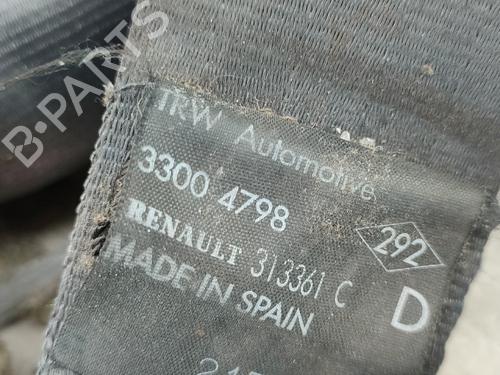 B-PARTS
TRW Automotive
3300 4798
292
RENAULT 313361 C
D
MADE IN SPAIN